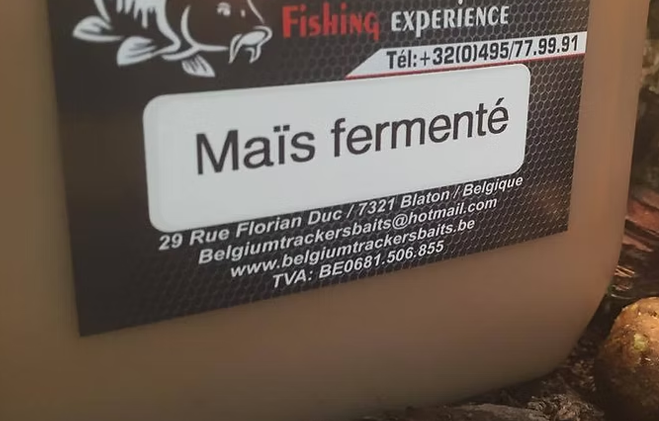 Fishing EXPERIENCE
Tél:+32(0)495/77.99.91
Maïs fermenté
29 Rue Florian Duc / 7321 Blaton / Belgique
Belgiumtrackersbaits@hotmail.com
www.belgiumtrackersbaits.be
TVA: BE0681.506.855